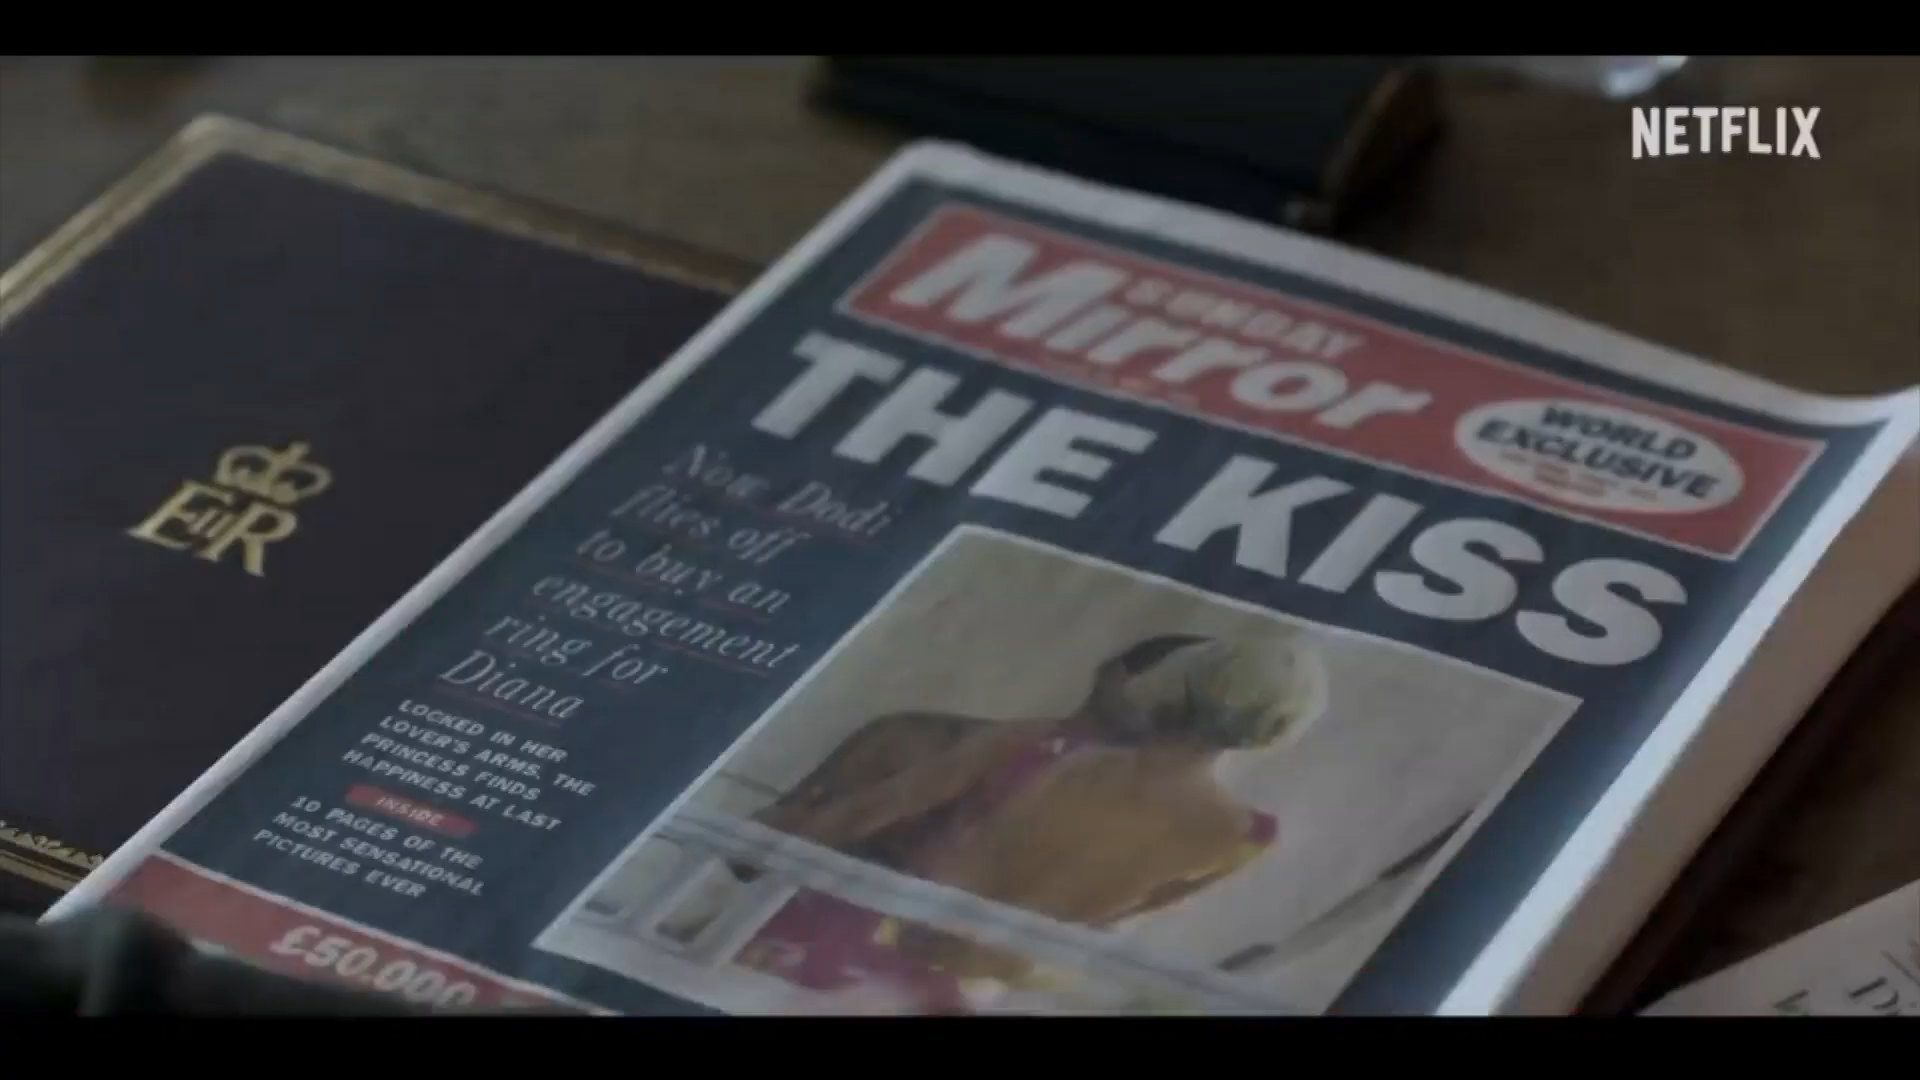 NETFLIX
EIIR
SUNDAY
Mirror
WORLD
EXCLUSIVE
THE KISS
Now Dodi
flies off
to buy an
engagement
ring for
Diana
LOCKED IN HER
LOVER'S ARMS, THE
PRINCESS FINDS
HAPPINESS AT LAST
INSIDE
10 PAGES OF THE
MOST SENSATIONAL
PICTURES EVER
£50,000